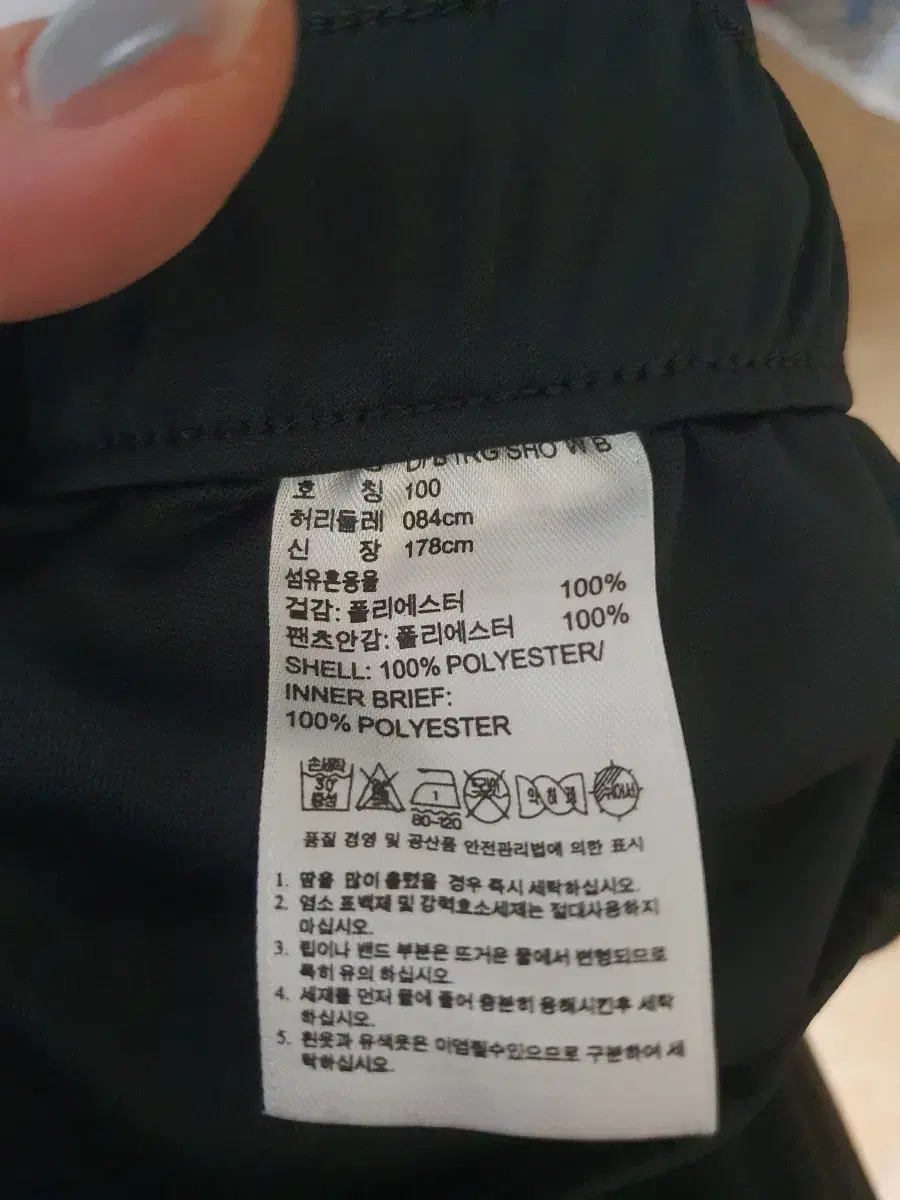 TRG SHO W B
호 칭 100
허리둘레 084cm
신 장 178cm
섬유혼용율
겉감: 폴리에스터 100%
팬츠안감: 폴리에스터 100%
SHELL: 100% POLYESTER/
INNER BRIEF:
100% POLYESTER
손세탁 30° 중성 1 80~120 약하게
품질 경영 및 공산품 안전관리법에 의한 표시
1. 땀을 많이 흘렸을 경우 즉시 세탁하십시오.
2. 염소 표백제 및 강력효소세제는 절대사용하지
마십시오.
3. 립이나 밴드 부분은 뜨거운 물에서 변형되므로
특히 유의 하십시오.
4. 세제를 먼저 물에 풀어 충분히 용해시킨후 세탁
하십시오.
5. 흰옷과 유색옷은 이염될수있으므로 구분하여 세
탁하십시오.